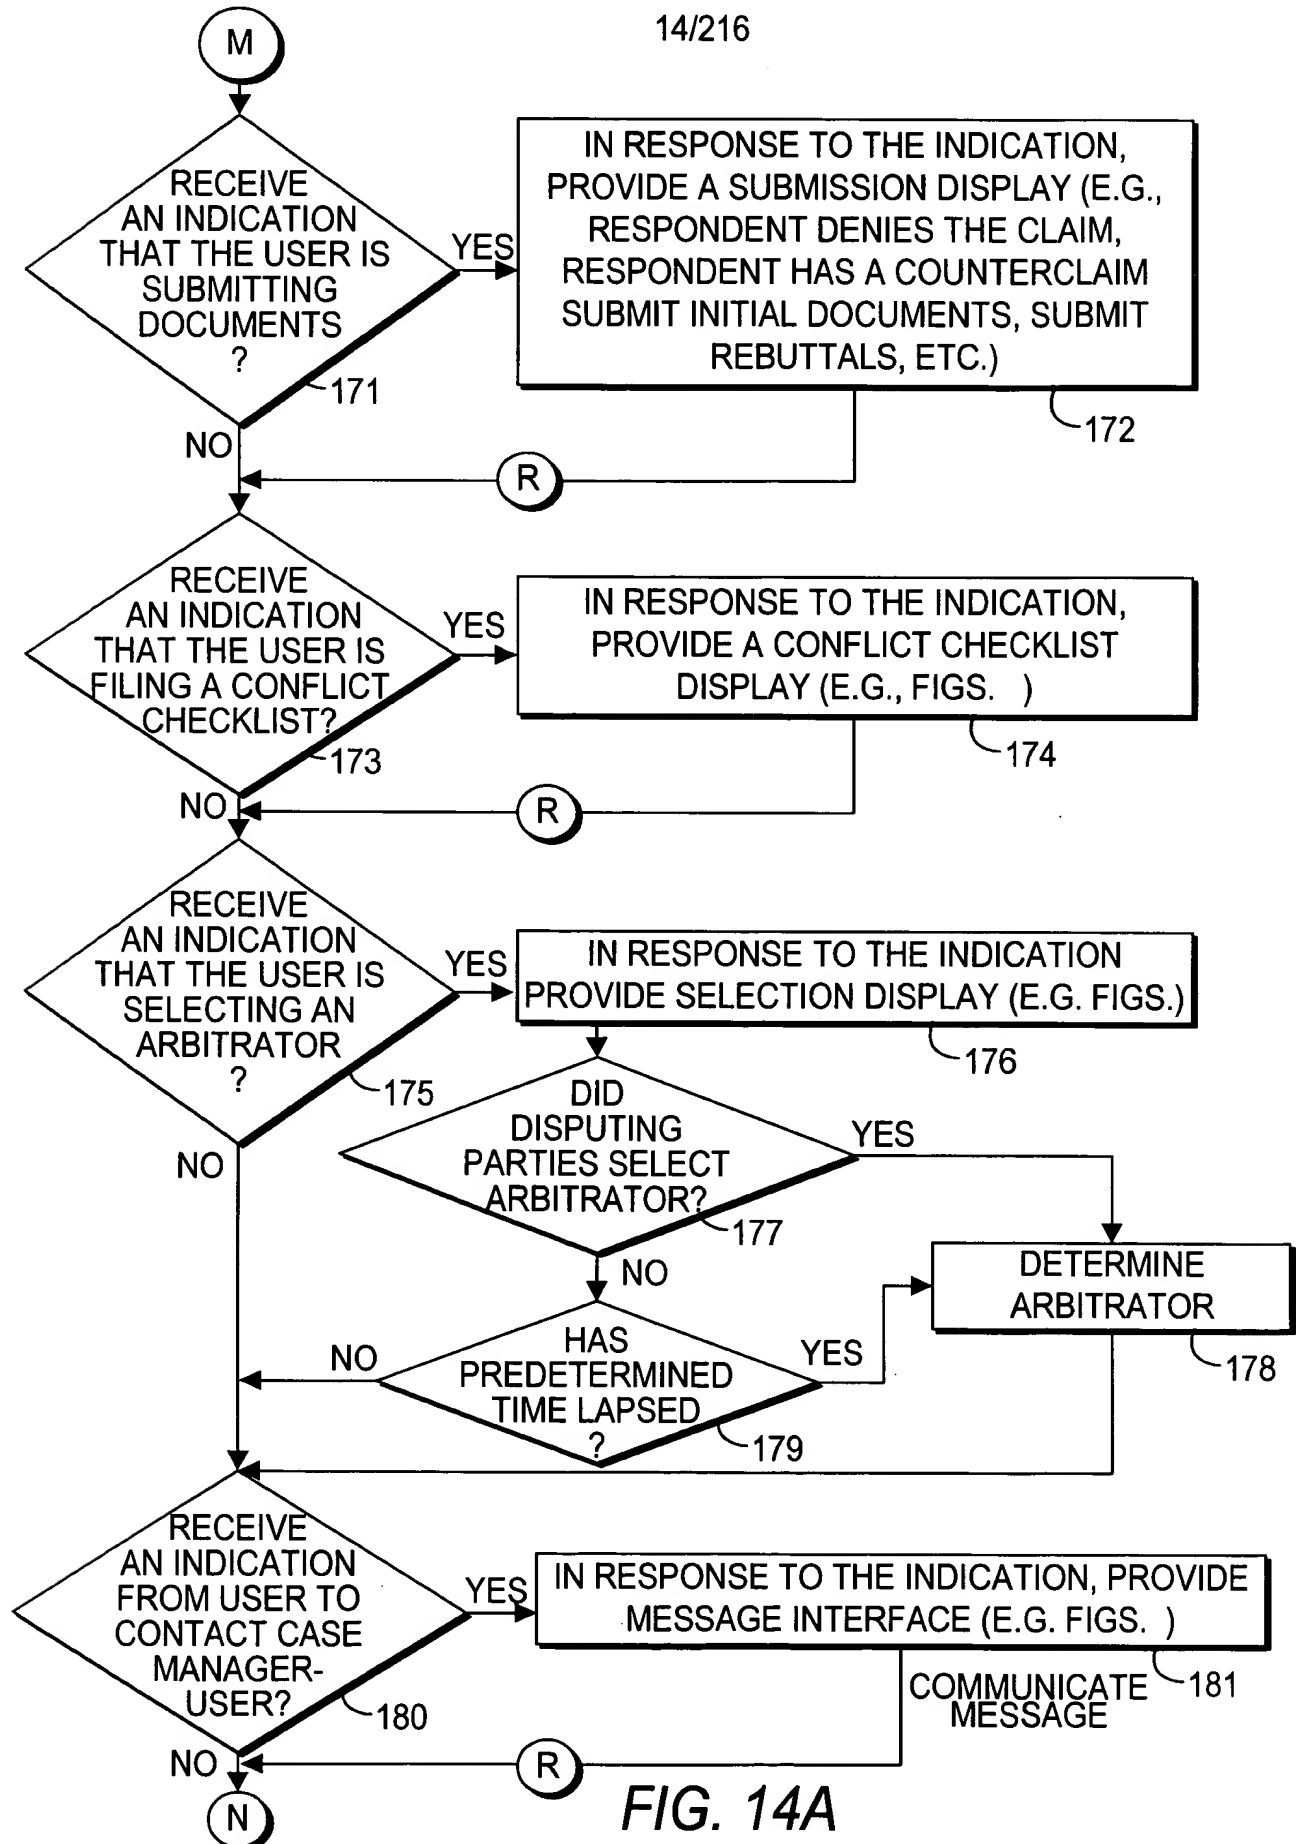 14/216
M
RECEIVE
AN INDICATION
THAT THE USER IS
SUBMITTING
DOCUMENTS
?
171
YES
NO
IN RESPONSE TO THE INDICATION,
PROVIDE A SUBMISSION DISPLAY (E.G.,
RESPONDENT DENIES THE CLAIM,
RESPONDENT HAS A COUNTERCLAIM
SUBMIT INITIAL DOCUMENTS, SUBMIT
REBUTTALS, ETC.)
172
R
RECEIVE
AN INDICATION
THAT THE USER IS
FILING A CONFLICT
CHECKLIST?
173
YES
NO
IN RESPONSE TO THE INDICATION,
PROVIDE A CONFLICT CHECKLIST
DISPLAY (E.G., FIGS. )
174
R
RECEIVE
AN INDICATION
THAT THE USER IS
SELECTING AN
ARBITRATOR
?
175
YES
NO
IN RESPONSE TO THE INDICATION
PROVIDE SELECTION DISPLAY (E.G. FIGS.)
176
DID
DISPUTING
PARTIES SELECT
ARBITRATOR?
177
YES
NO
DETERMINE
ARBITRATOR
178
HAS
PREDETERMINED
TIME LAPSED
?
179
NO
YES
RECEIVE
AN INDICATION
FROM USER TO
CONTACT CASE
MANAGER-
USER?
180
YES
NO
IN RESPONSE TO THE INDICATION, PROVIDE
MESSAGE INTERFACE (E.G. FIGS. )
181
COMMUNICATE
MESSAGE
R
N
FIG. 14A